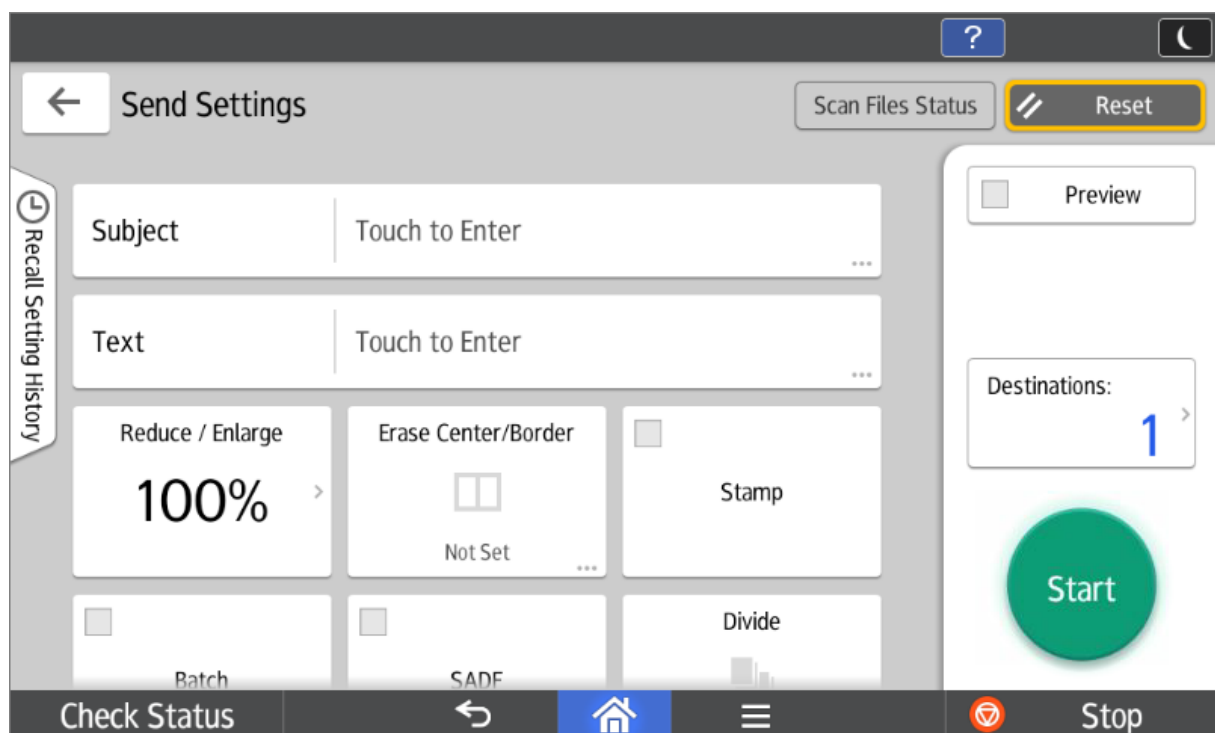 ?
Send Settings
Scan Files Status
Reset
Recall Setting History
Subject
Touch to Enter
Text
Touch to Enter
Preview
Destinations:
1
Reduce / Enlarge
100%
Erase Center/Border
Not Set
Stamp
Start
Batch
SADF
Divide
Check Status
Stop